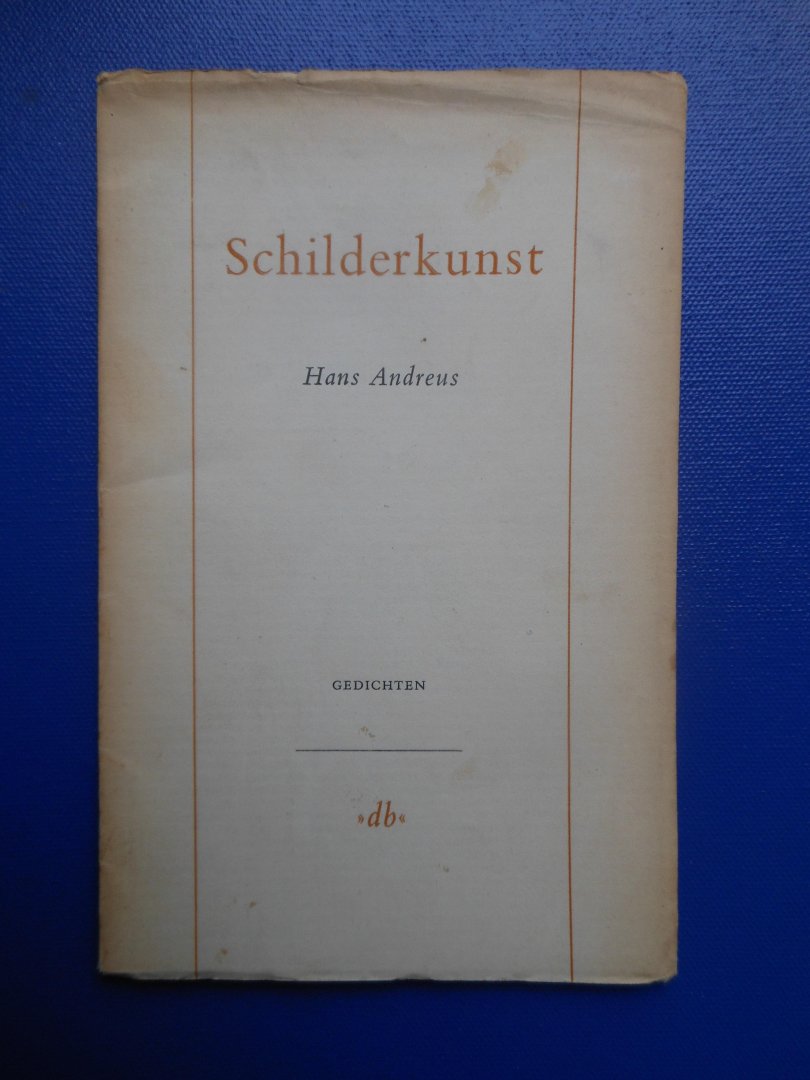 Schilderkunst
Hans Andreus
GEDICHTEN
»db«